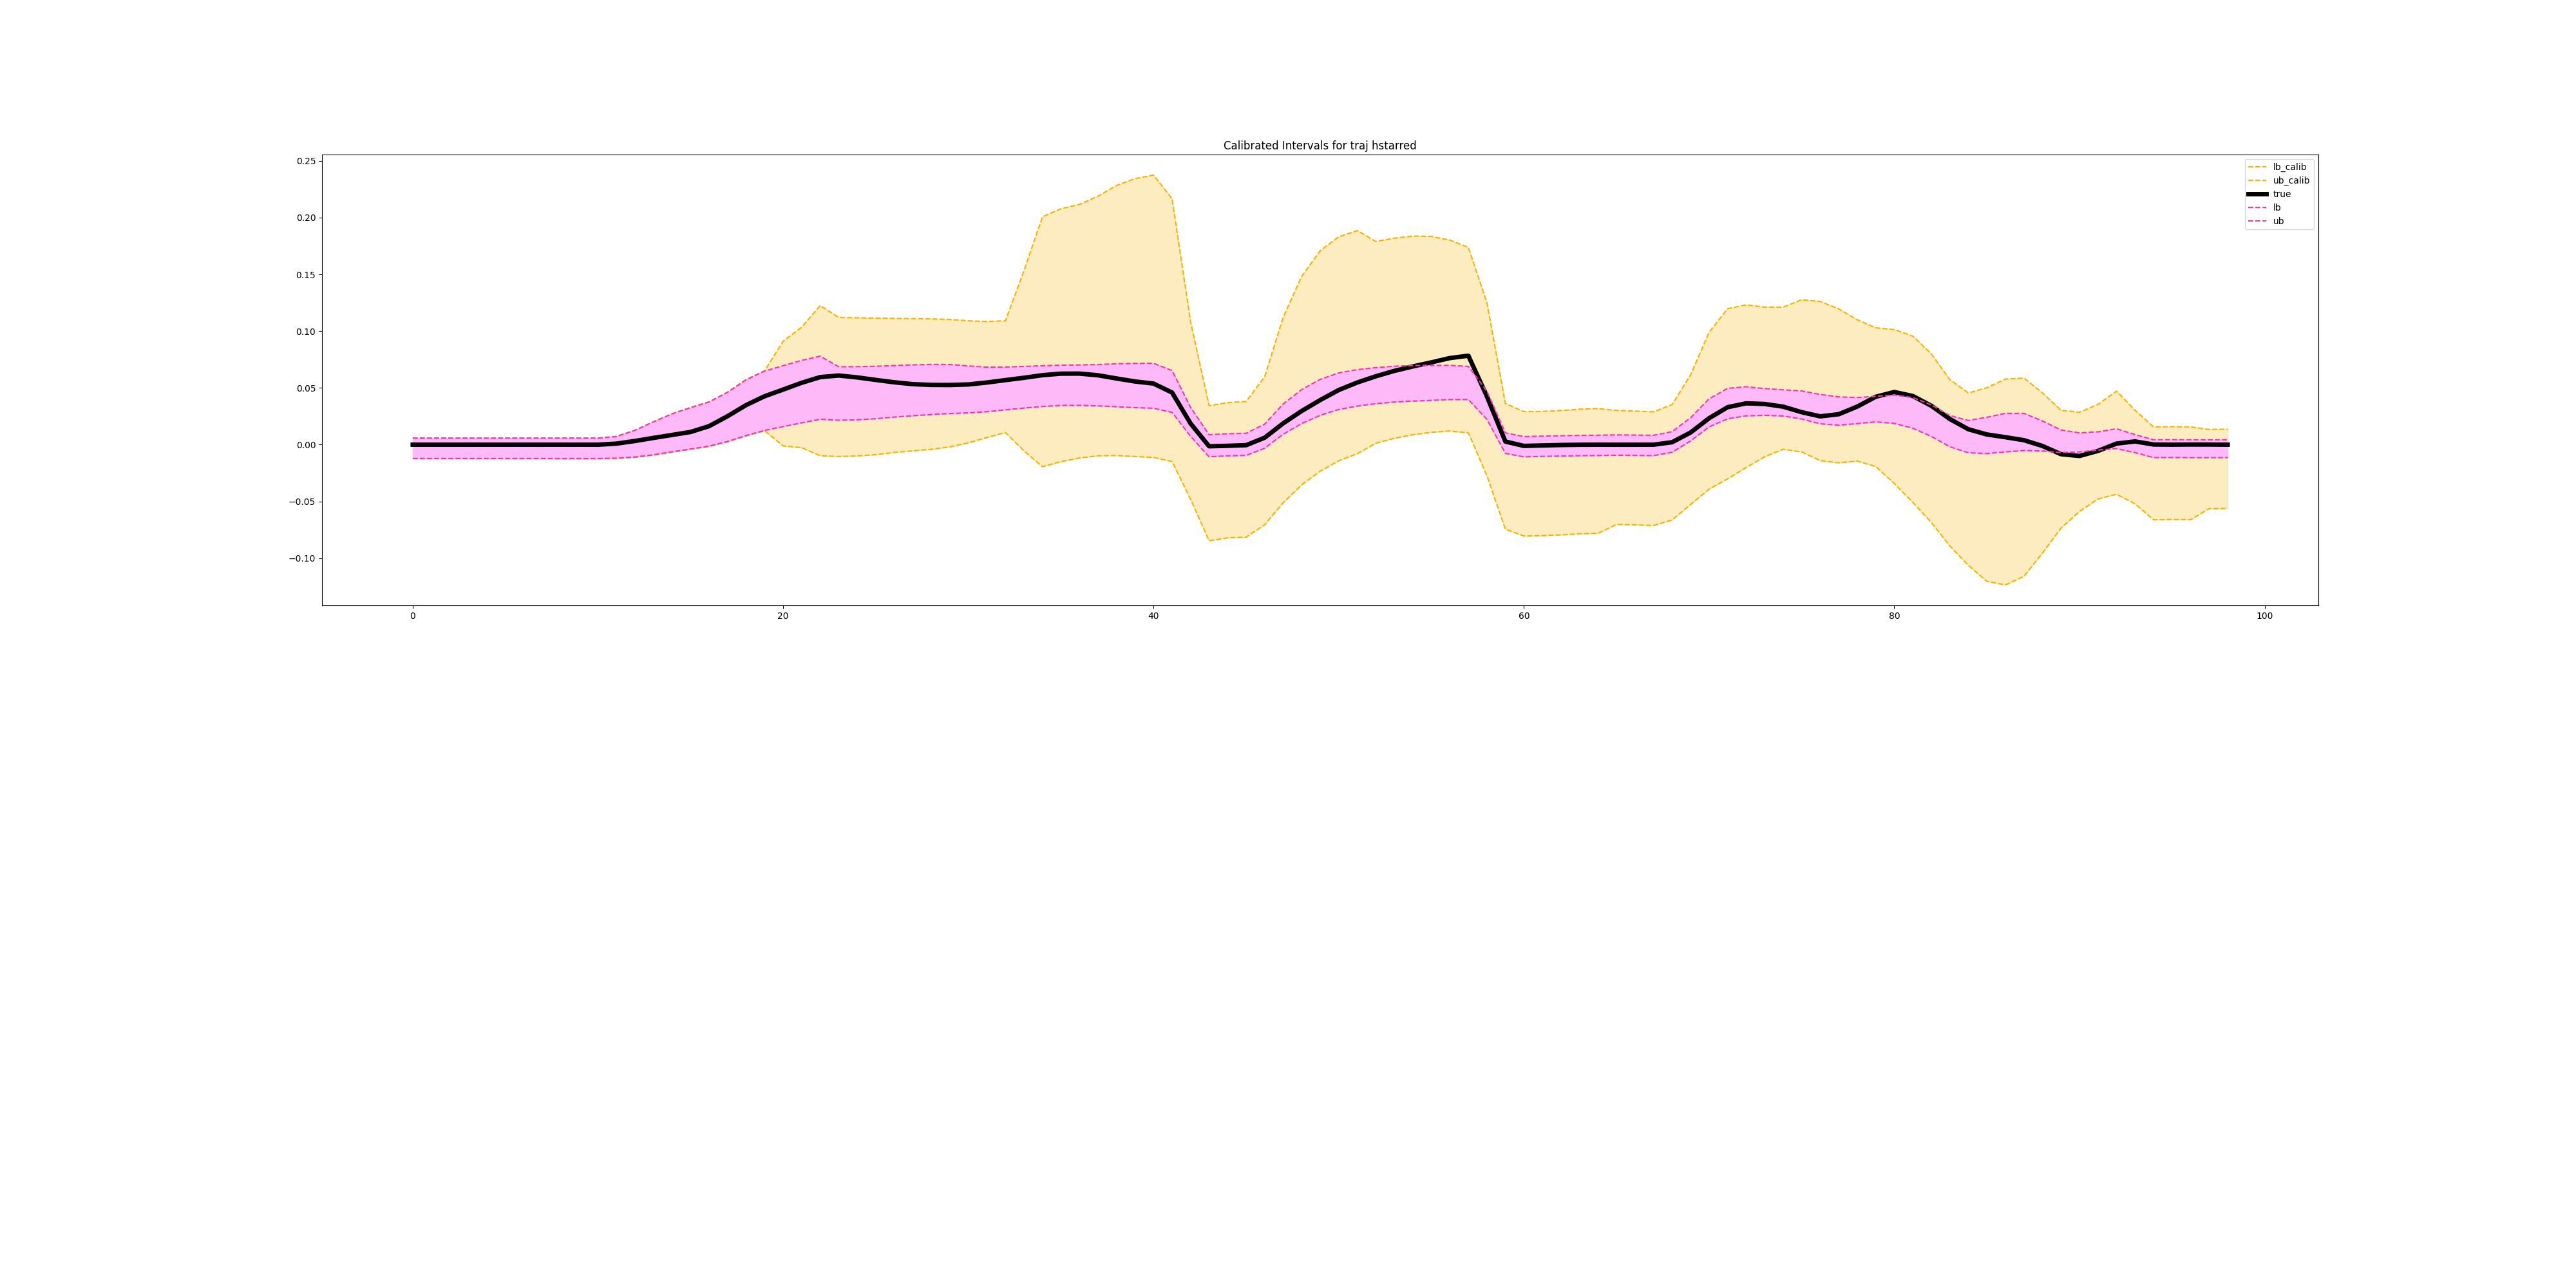 Calibrated Intervals for traj hstarred
0.25
0.20
0.15
0.10
0.05
0.00
−0.05
−0.10
lb_calib
ub_calib
true
lb
ub
0 20 40 60 80 100